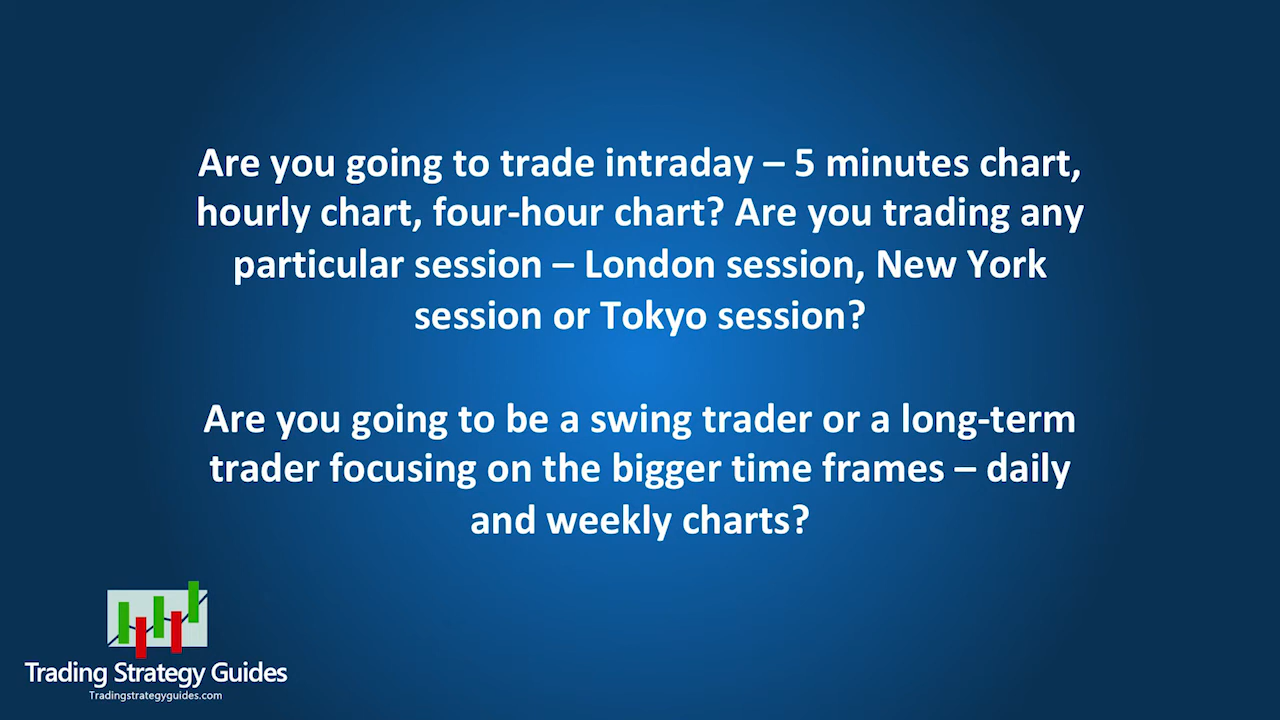 Are you going to trade intraday – 5 minutes chart,
hourly chart, four-hour chart? Are you trading any
particular session – London session, New York
session or Tokyo session?
Are you going to be a swing trader or a long-term
trader focusing on the bigger time frames – daily
and weekly charts?
Trading Strategy Guides
Tradingstrategyguides.com